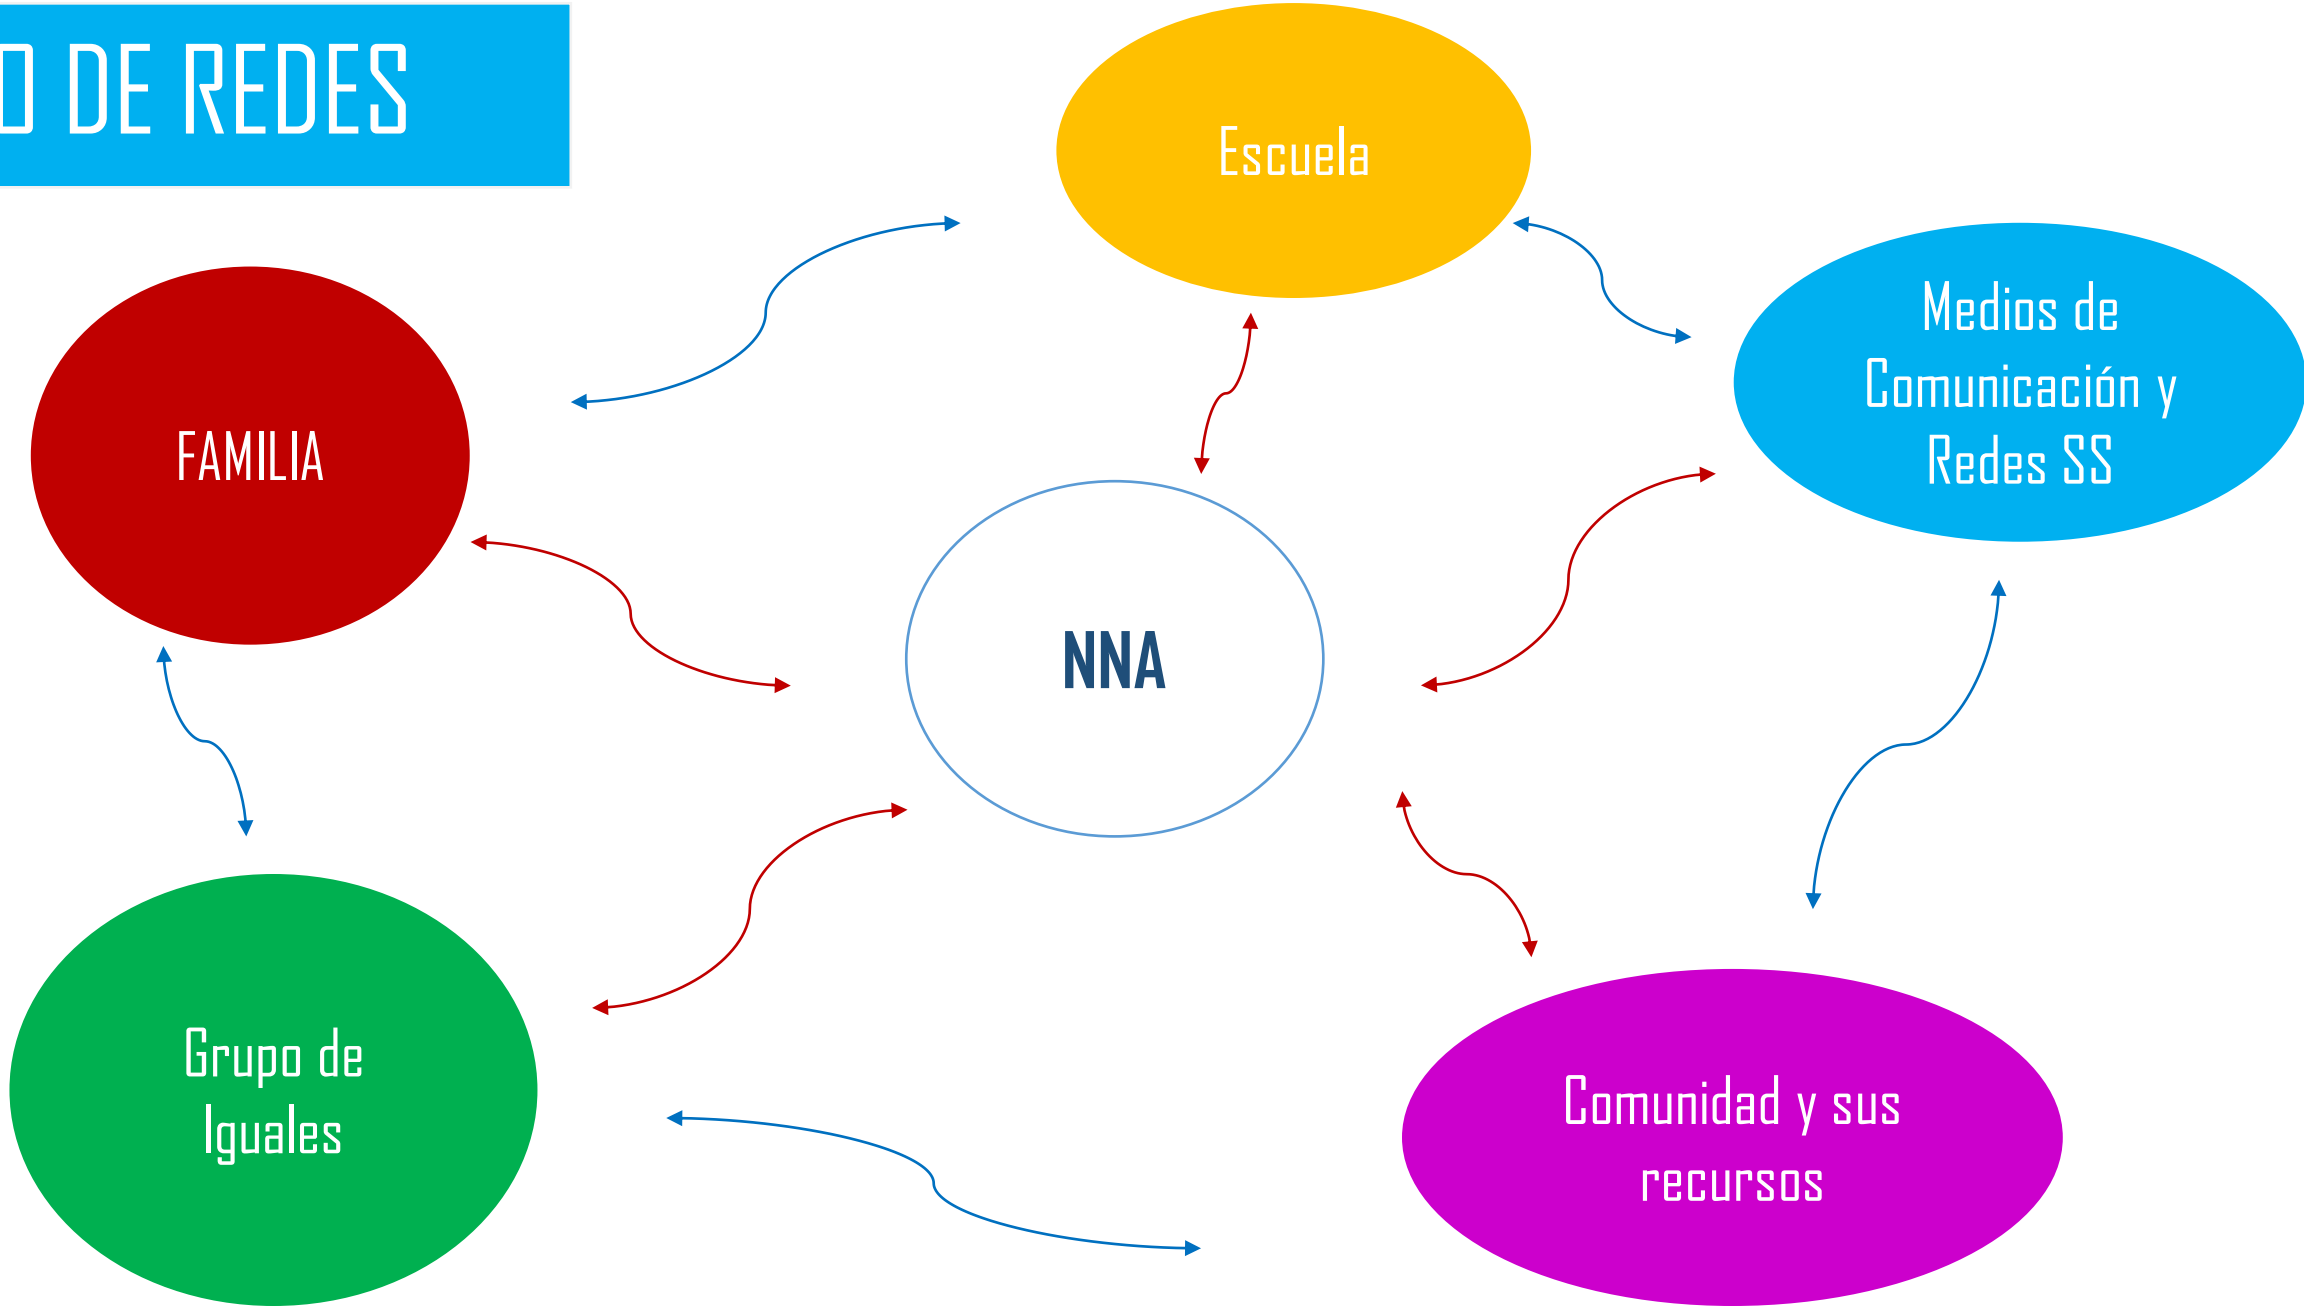 O DE REDES
Escuela
Medios de
Comunicación y
Redes SS
FAMILIA
NNA
Grupo de
Iguales
Comunidad y sus
recursos